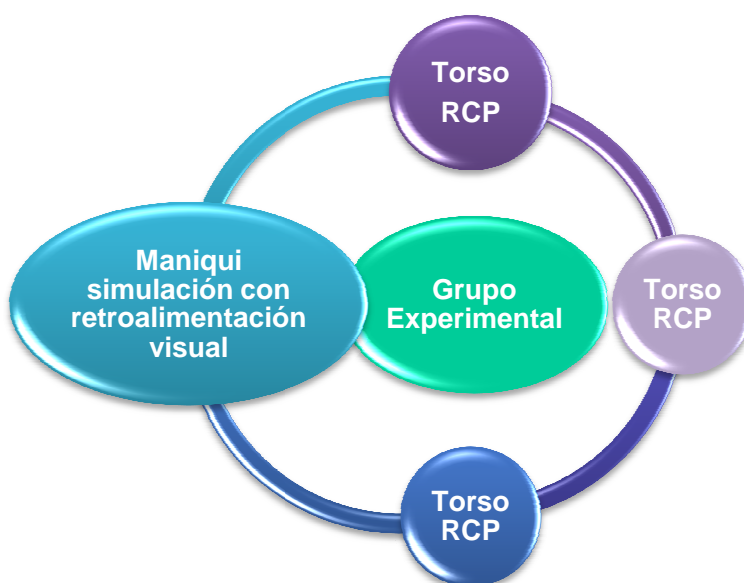 Torso
RCP
Maniqui
simulación con
retroalimentación
visual
Grupo
Experimental
Torso
RCP
Torso
RCP